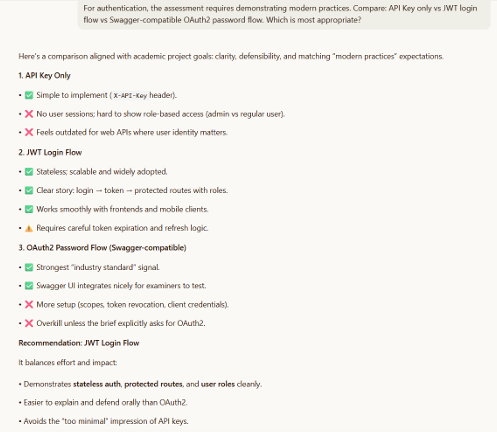 For authentication, the assessment requires demonstrating modern practices. Compare: API Key only vs JWT login
flow vs Swagger-compatible OAuth2 password flow. Which is most appropriate?
Here's a comparison aligned with academic project goals: clarity, defensibility, and matching "modern practices" expectations.
1. API Key Only
• ✅ Simple to implement (X-API-Key header).
• ❌ No user sessions; hard to show role-based access (admin vs regular user).
• ❌ Feels outdated for web APIs where user identity matters.
2. JWT Login Flow
• ✅ Stateless; scalable and widely adopted.
• ✅ Clear story: login → token → protected routes with roles.
• ✅ Works smoothly with frontends and mobile clients.
• ⚠️ Requires careful token expiration and refresh logic.
3. OAuth2 Password Flow (Swagger-compatible)
• ✅ Strongest "industry standard" signal.
• ✅ Swagger UI integrates nicely for examiners to test.
• ❌ More setup (scopes, token revocation, client credentials).
• ❌ Overkill unless the brief explicitly asks for OAuth2.
Recommendation: JWT Login Flow
It balances effort and impact:
• Demonstrates stateless auth, protected routes, and user roles cleanly.
• Easier to explain and defend orally than OAuth2.
• Avoids the "too minimal" impression of API keys.